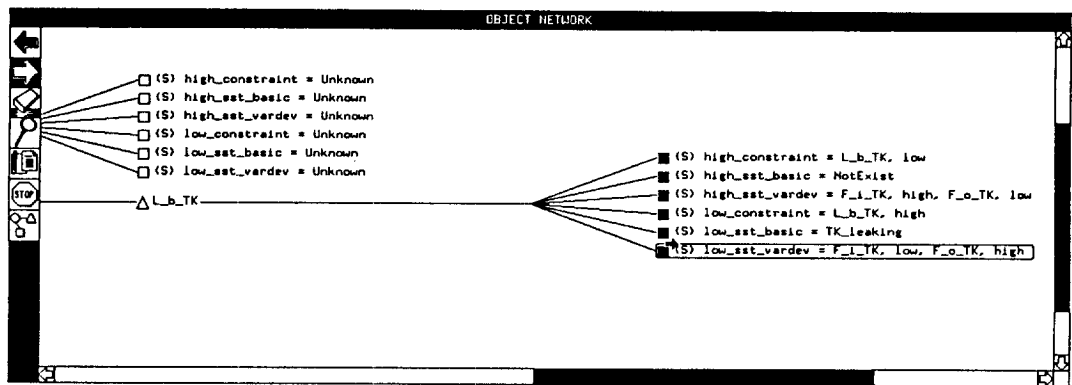 OBJECT NETWORK
(S) high_constraint = Unknown
(S) high_sst_basic = Unknown
(S) high_sst_vardev = Unknown
(S) low_constraint = Unknown
(S) low_sst_basic = Unknown
(S) low_sst_vardev = Unknown
STOP
L_b_TK
(S) high_constraint = L_b_TK, low
(S) high_sst_basic = NotExist
(S) high_sst_vardev = F_i_TK, high, F_o_TK, low
(S) low_constraint = L_b_TK, high
(S) low_sst_basic = TK_leaking
(S) low_sst_vardev = F_i_TK, low, F_o_TK, high